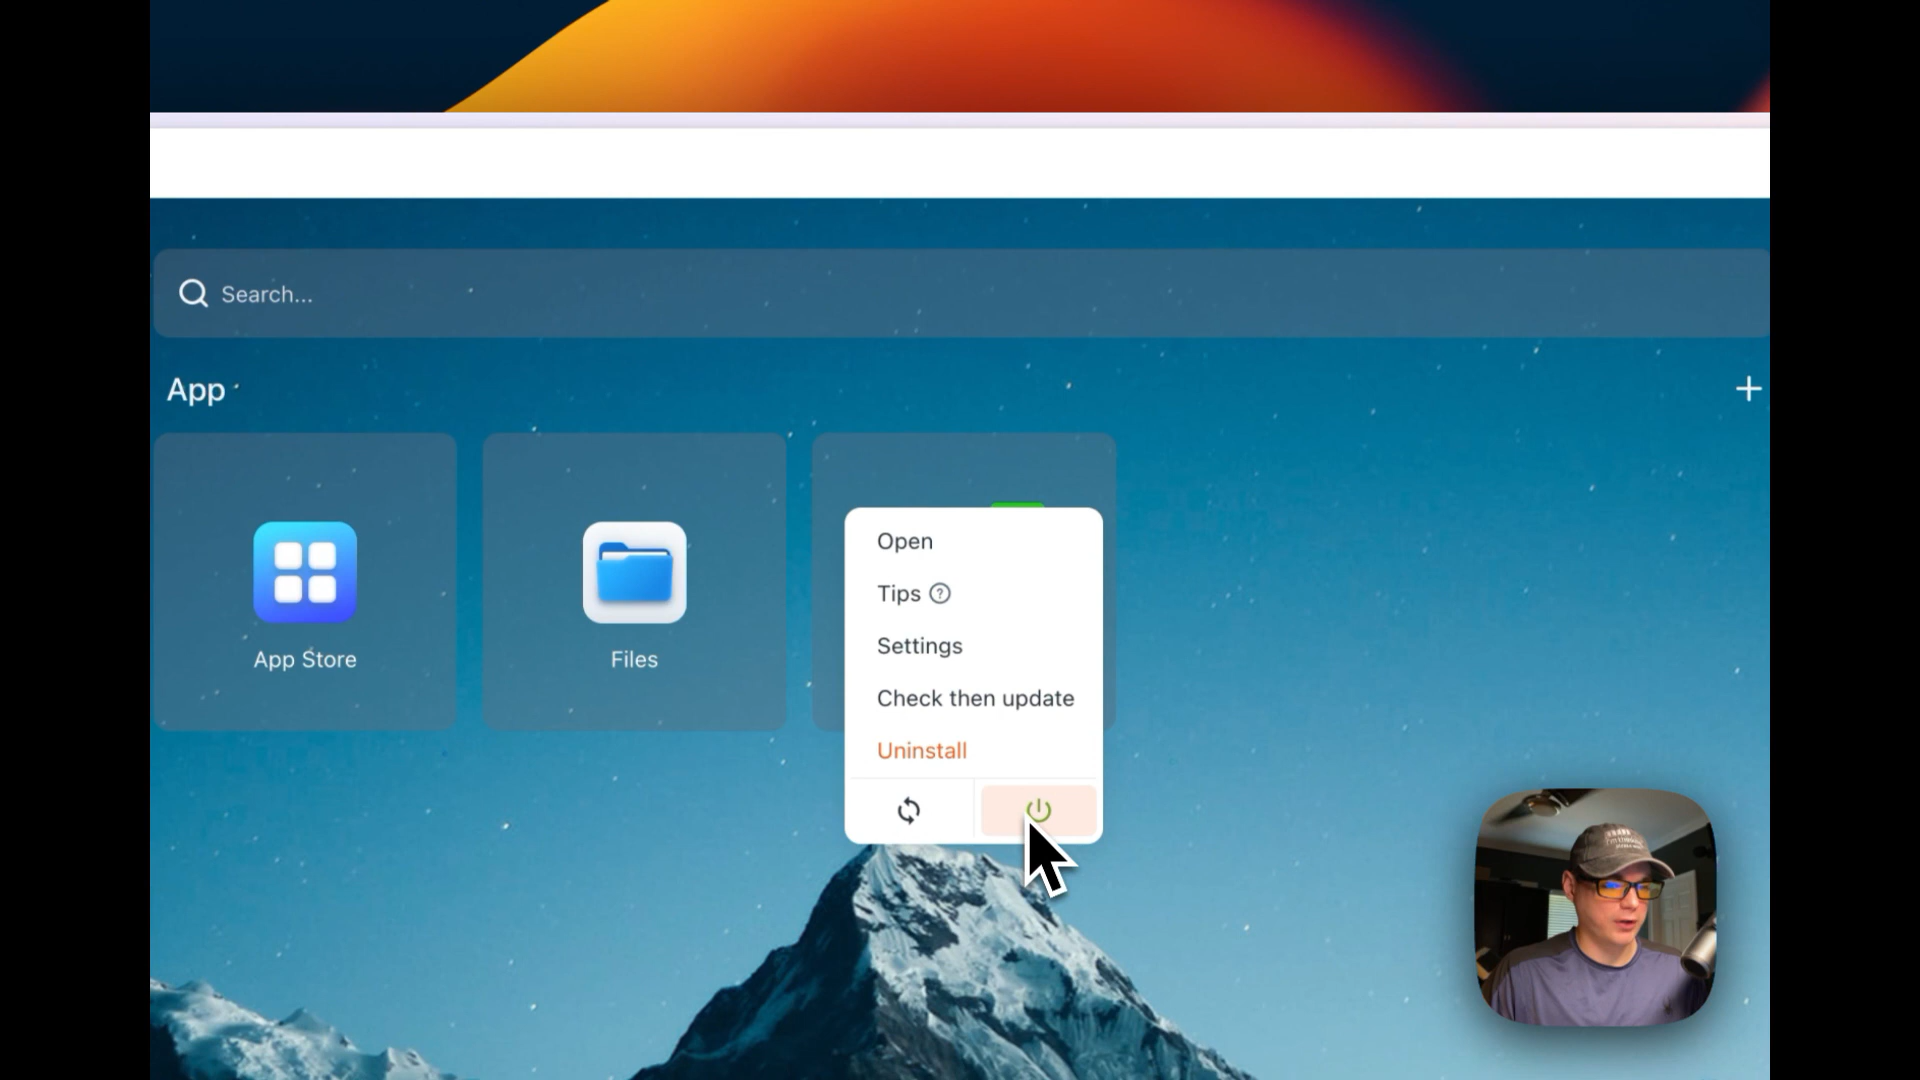 Search...
App
App Store
Files
Open
Tips
Settings
Check then update
Uninstall